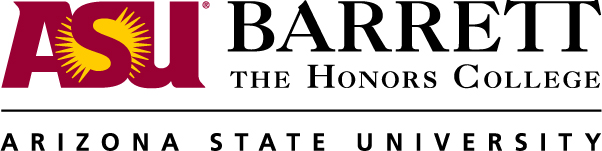 ASU® BARRETT
THE HONORS COLLEGE
ARIZONA STATE UNIVERSITY